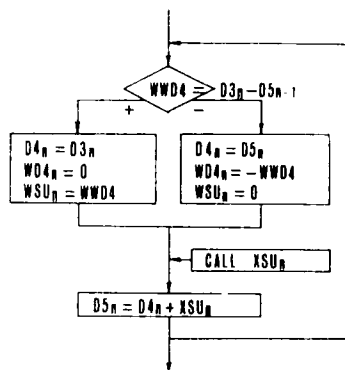 WWD4 = D3n-D5n-1
+ -
D4n = D3n
WD4n = 0
WSUn = WWD4
D4n = D5n
WD4n = -WWD4
WSUn = 0
CALL XSUn
D5n = D4n + XSUn